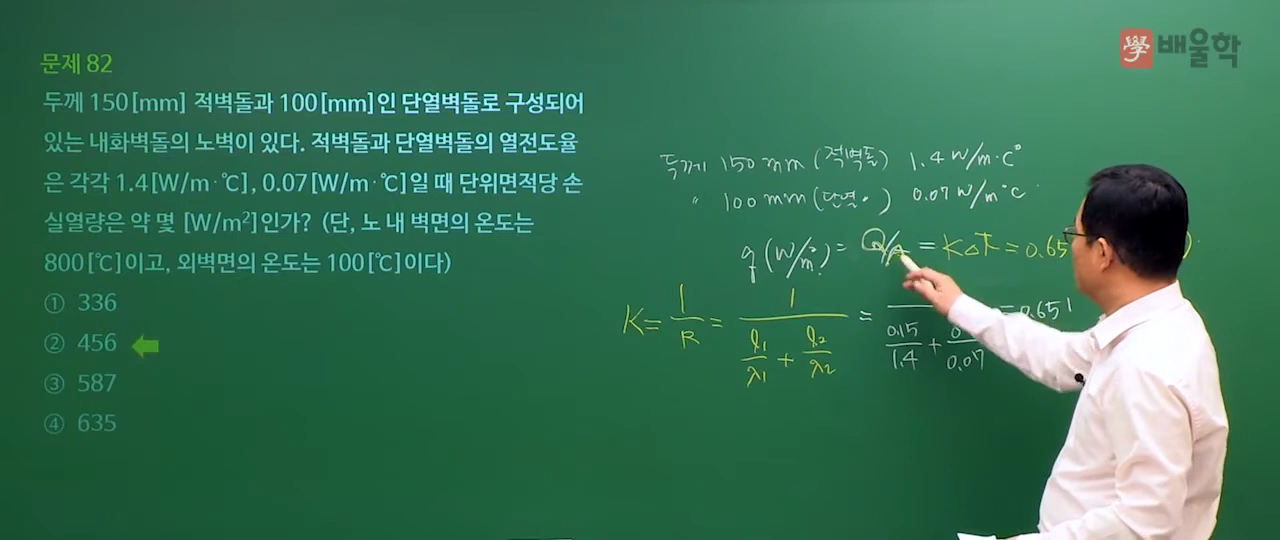 學 배울학
문제 82
두께 150[mm] 적벽돌과 100[mm]인 단열벽돌로 구성되어
있는 내화벽돌의 노벽이 있다. 적벽돌과 단열벽돌의 열전도율
은 각각 1.4[W/m·℃], 0.07[W/m·℃]일 때 단위면적당 손
실열량은 약 몇 [W/m²]인가? (단, 노 내 벽면의 온도는
800[℃]이고, 외벽면의 온도는 100[℃]이다)
① 336
② 456
③ 587
④ 635
두께 150mm (적벽돌) 1.4 W/m·c°
" 100mm (단열 〃) 0.07 W/m°c
q (W/m²) = Q/A = K△T = 0.65
K = 1/R = 1/(l₁/λ₁ + l₂/λ₂) = 0.15/1.4 + 0.07 = 0.651